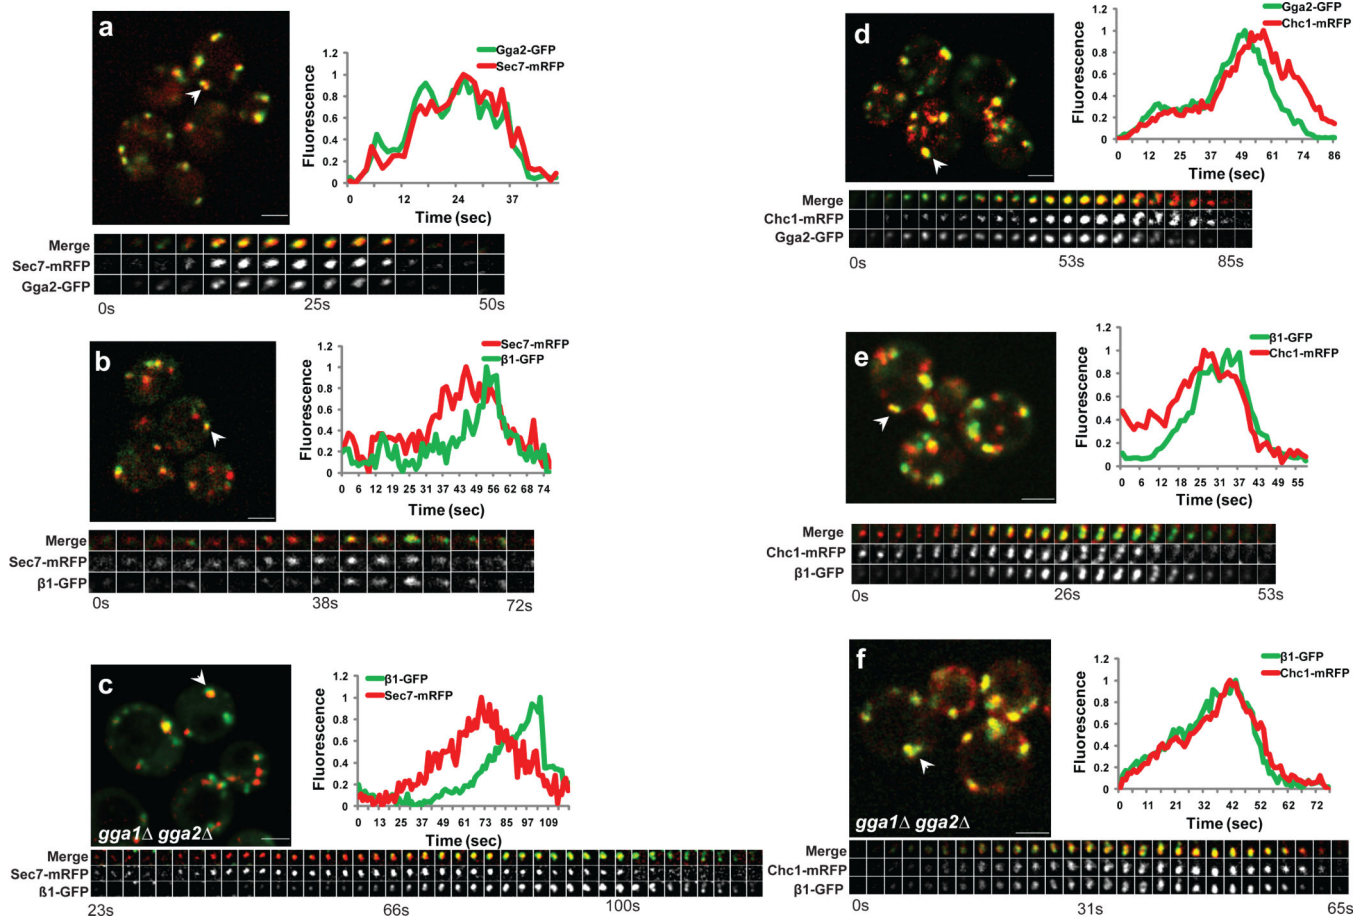 a
Gga2-GFP
Sec7-mRFP
Fluorescence
1.2
1
0.8
0.6
0.4
0.2
0
0 12 24 37
Time (sec)
Merge
Sec7-mRFP
Gga2-GFP
0s 25s 50s
b
Sec7-mRFP
β1-GFP
Fluorescence
1.2
1
0.8
0.6
0.4
0.2
0
0 6 12 19 25 31 37 43 49 56 62 68 74
Time (sec)
Merge
Sec7-mRFP
β1-GFP
0s 38s 72s
c
gga1Δ gga2Δ
β1-GFP
Sec7-mRFP
Fluorescence
1.2
1
0.8
0.6
0.4
0.2
0
0 13 25 37 49 61 73 85 97 109
Time (sec)
Merge
Sec7-mRFP
β1-GFP
23s 66s 100s
d
Gga2-GFP
Chc1-mRFP
Fluorescence
1.2
1
0.8
0.6
0.4
0.2
0
0 12 25 37 49 61 74 86
Time (sec)
Merge
Chc1-mRFP
Gga2-GFP
0s 53s 85s
e
β1-GFP
Chc1-mRFP
Fluorescence
1.2
1
0.8
0.6
0.4
0.2
0
0 6 12 18 25 31 37 43 49 55
Time (sec)
Merge
Chc1-mRFP
β1-GFP
0s 26s 53s
f
gga1Δ gga2Δ
β1-GFP
Chc1-mRFP
Fluorescence
1.2
1
0.8
0.6
0.4
0.2
0
0 11 21 32 42 52 62 72
Time (sec)
Merge
Chc1-mRFP
β1-GFP
0s 31s 65s